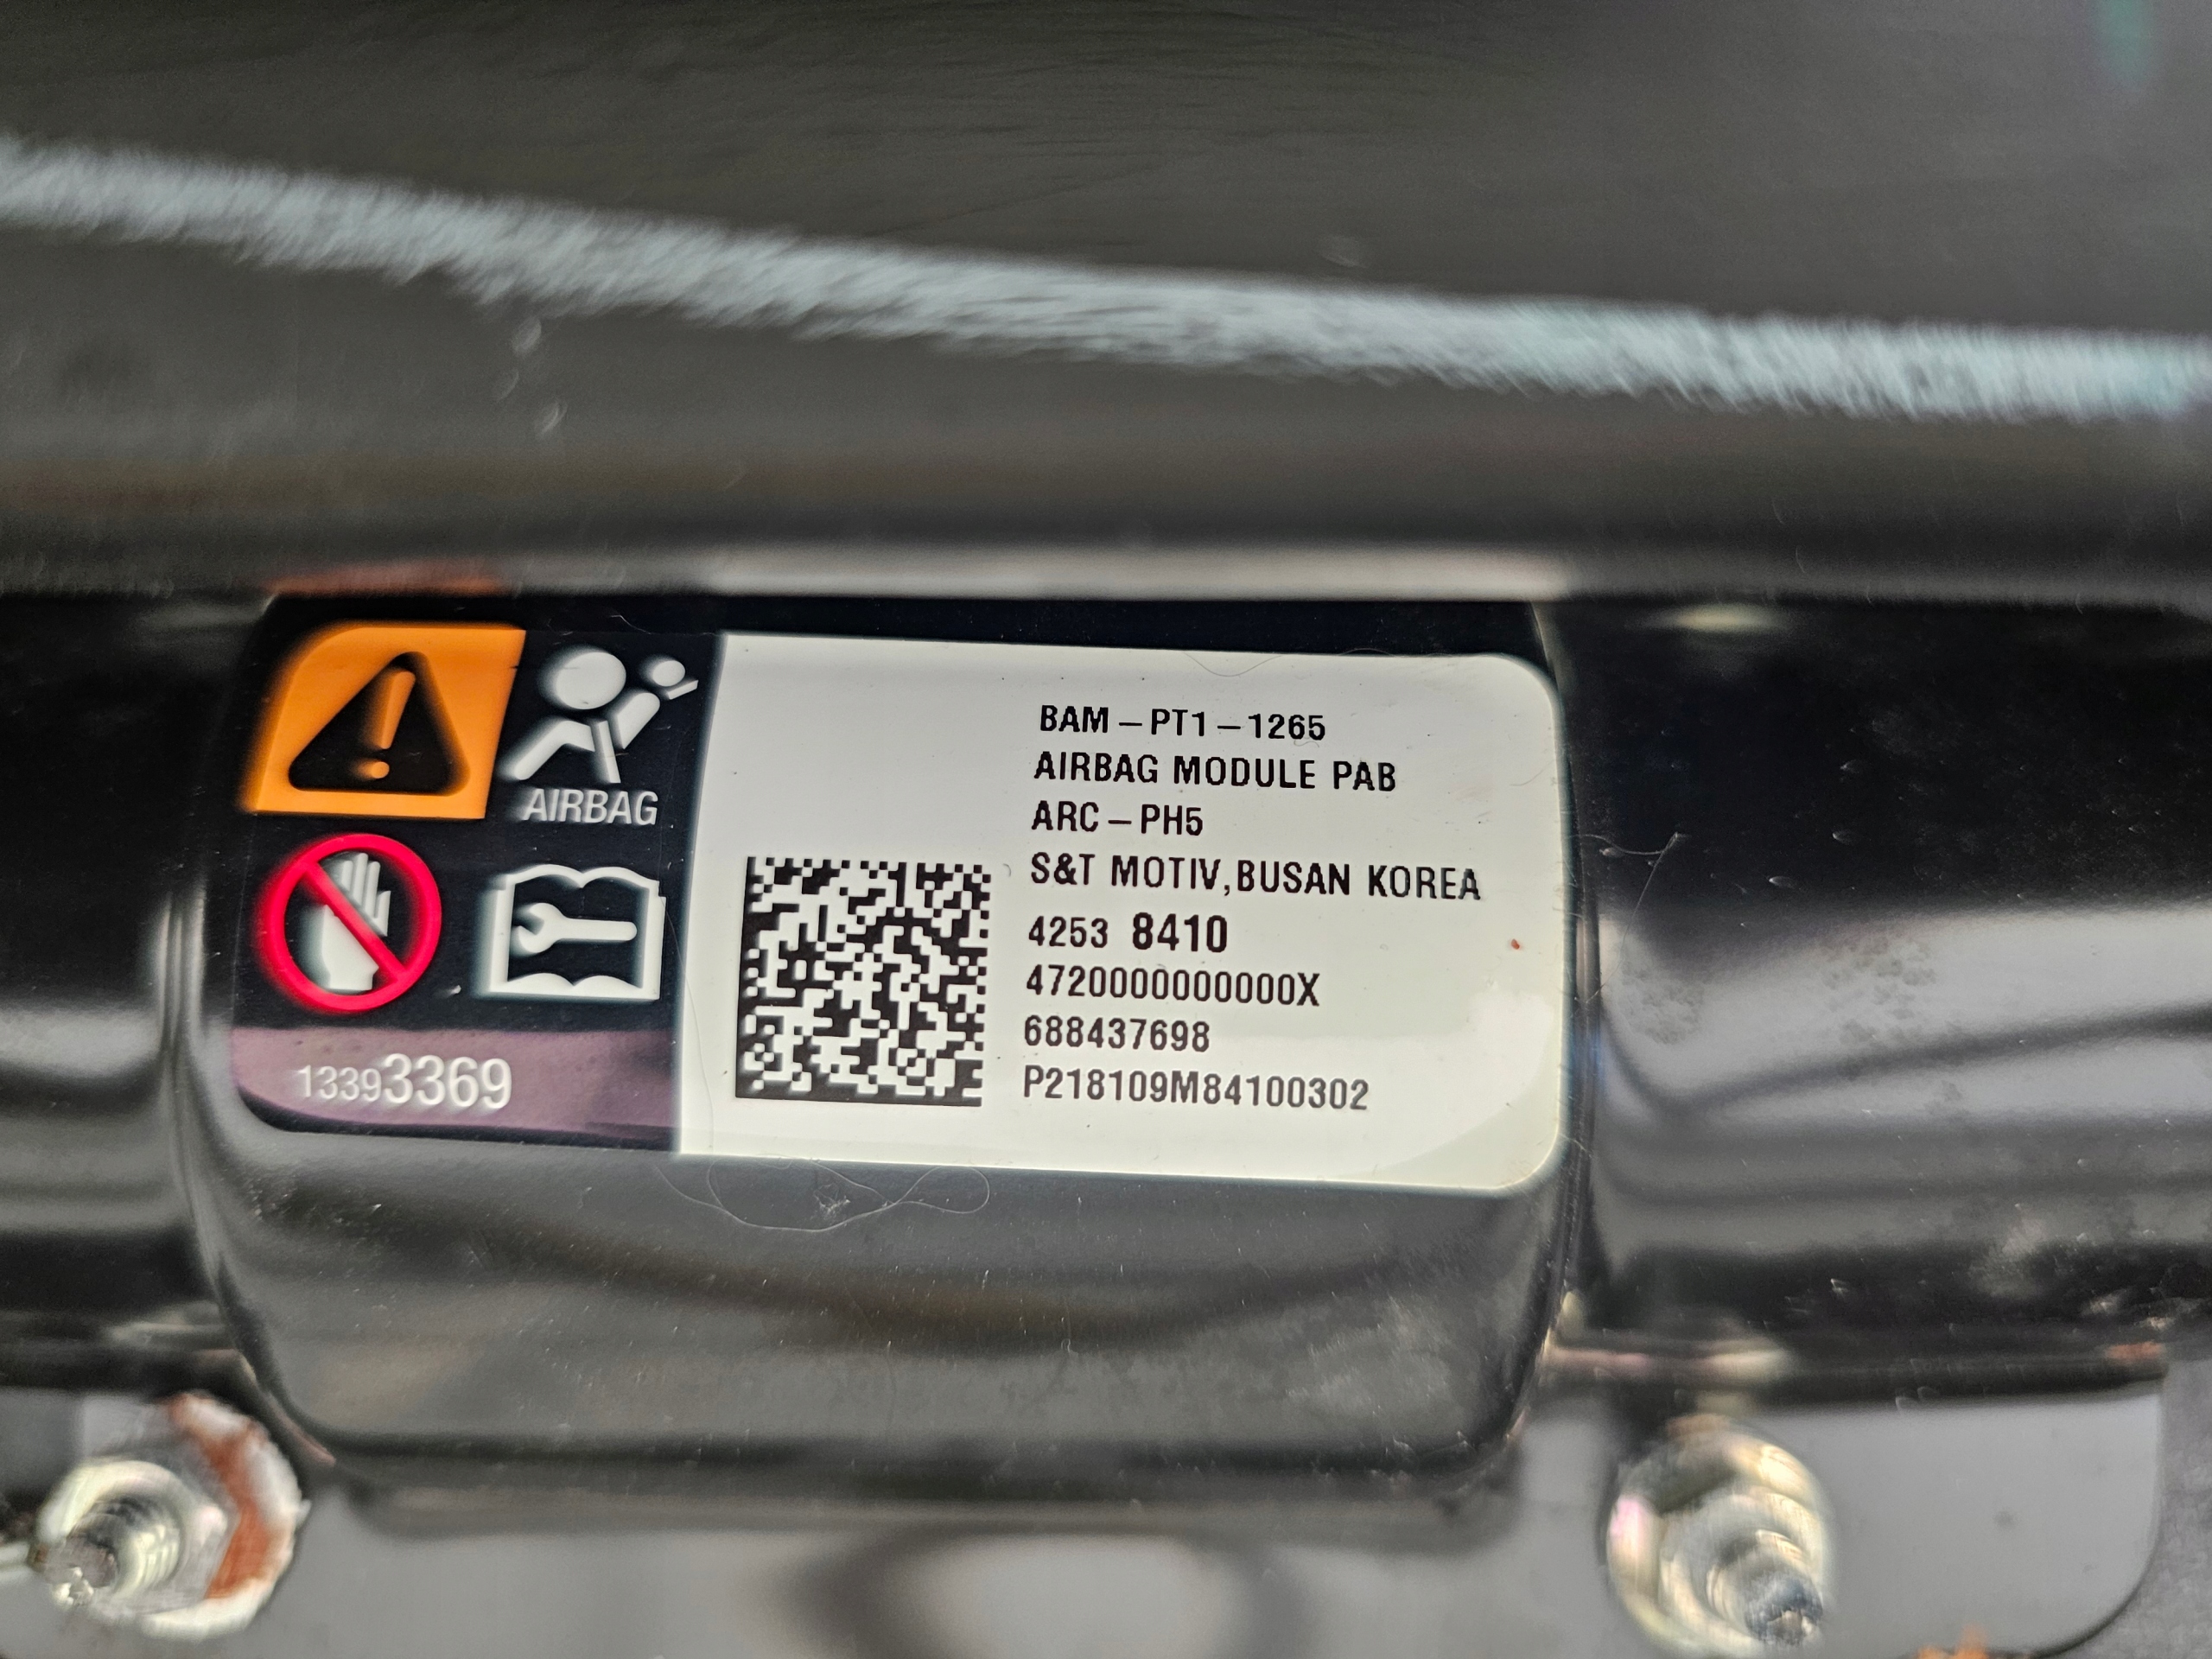 AIRBAG
13393369
BAM–PT1–1265
AIRBAG MODULE PAB
ARC–PH5
S&T MOTIV,BUSAN KOREA
4253 8410
4720000000000X
688437698
P218109M84100302